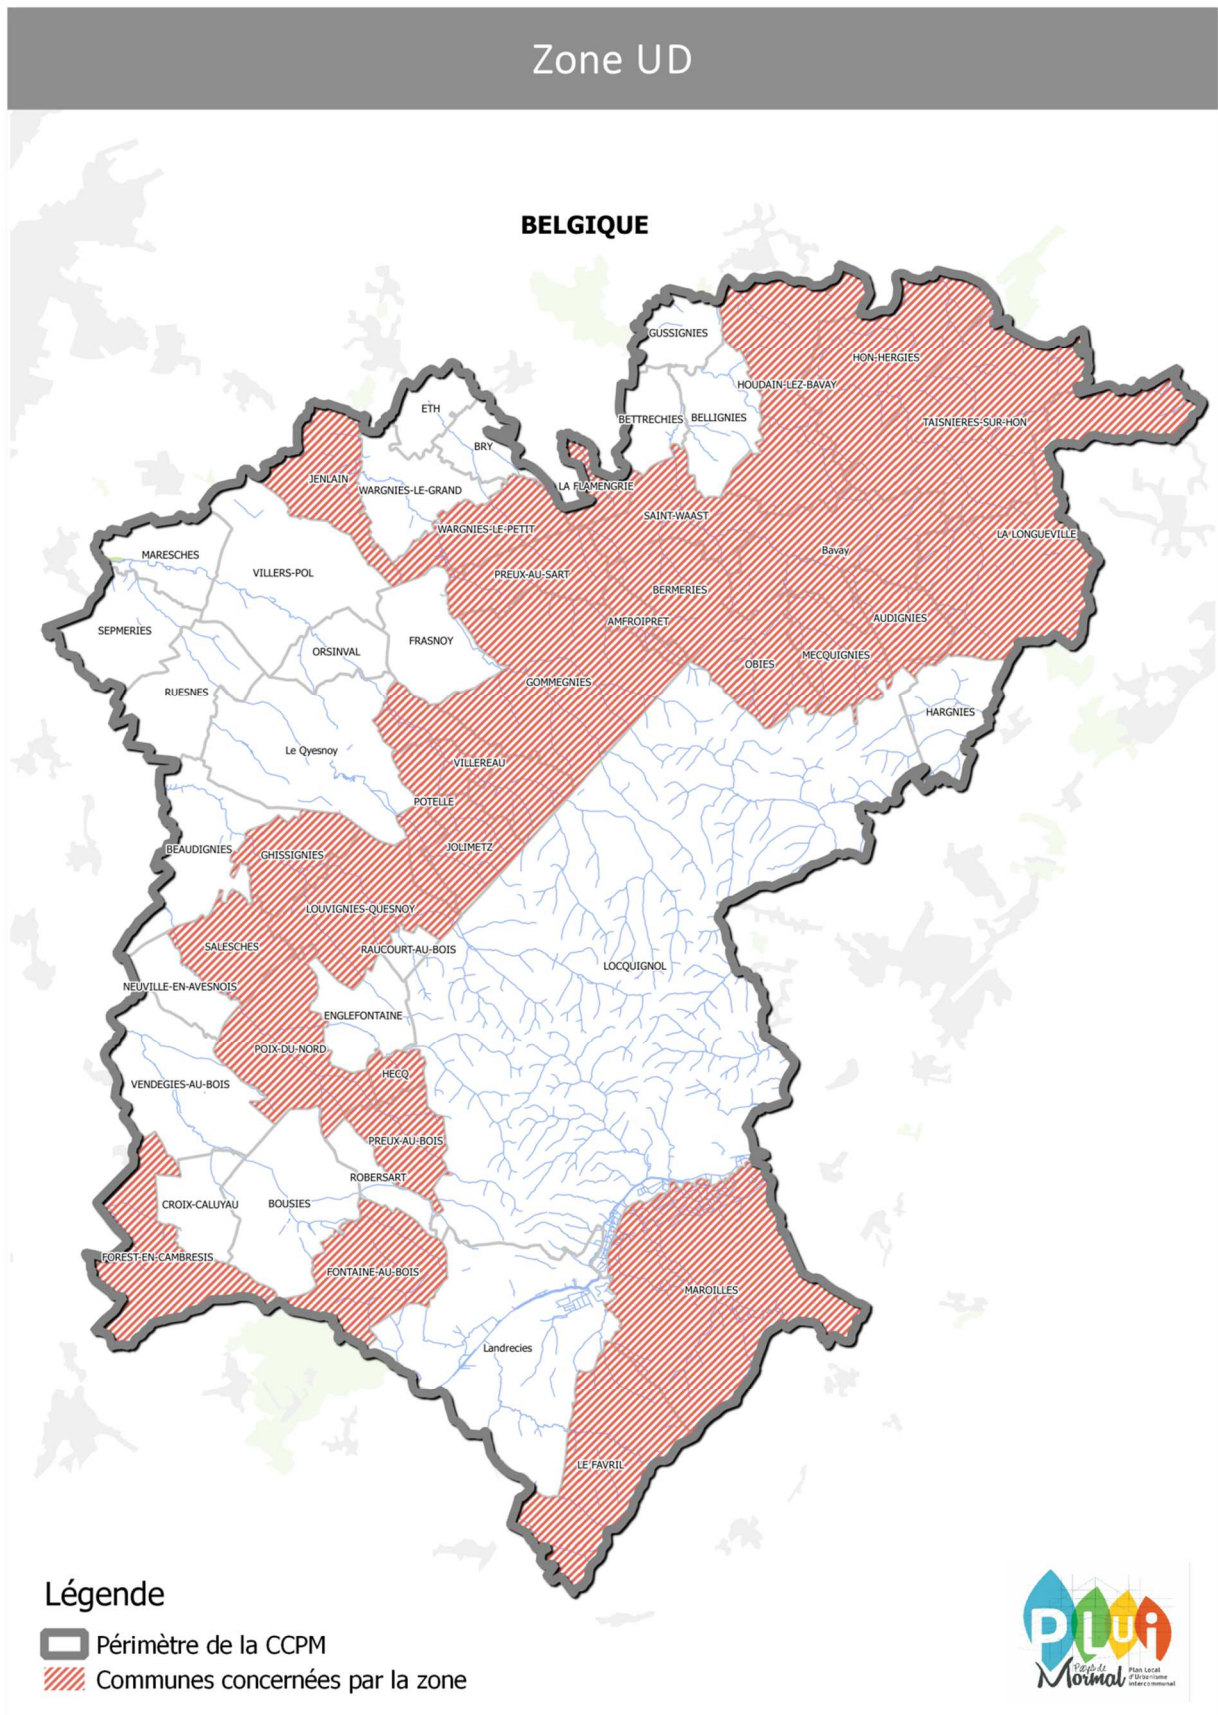 Zone UD
BELGIQUE
GUSSIGNIES
HON-HERGIES
HOUDAIN-LEZ-BAVAY
ETH
BETTRECHIES
BELLIGNIES
TAISNIERES-SUR-HON
BRY
JENLAIN
WARGNIES-LE-GRAND
LA FLAMENGRIE
SAINT-WAAST
WARGNIES-LE-PETIT
LA LONGUEVILLE
MARESCHES
Bavay
VILLERS-POL
PREUX-AU-SART
BERMERIES
AMFROIPRET
AUDIGNIES
SEPMERIES
FRASNOY
ORSINVAL
MECQUIGNIES
OBIES
GOMMEGNIES
RUESNES
HARGNIES
Le Qyesnoy
VILLEREAU
POTELLE
BEAUDIGNIES
GHISSIGNIES
JOLIMETZ
LOUVIGNIES-QUESNOY
SALESCHES
RAUCOURT-AU-BOIS
LOCQUIGNOL
NEUVILLE-EN-AVESNOIS
ENGLEFONTAINE
POIX-DU-NORD
HECQ
VENDEGIES-AU-BOIS
PREUX-AU-BOIS
ROBERSART
CROIX-CALUYAU
BOUSIES
FOREST-EN-CAMBRESIS
FONTAINE-AU-BOIS
MAROILLES
Landrecies
LE FAVRIL
Légende
Périmètre de la CCPM
Communes concernées par la zone
PLUi
Pays de
Mormal
Plan Local
d'Urbanisme
intercommunal